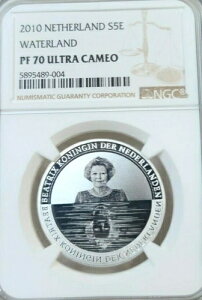 2010 NETHERLAND S5E
WATERLAND
PF 70 ULTRA CAMEO
5895489-004
NUMISMATIC GUARANTY CORPORATION
NGC
BEATRIX KONINGIN DER NEDERLANDEN